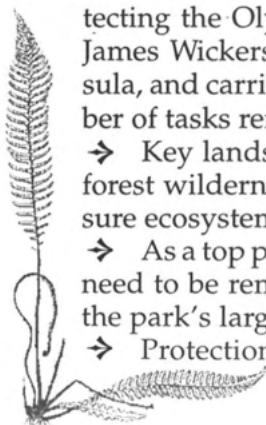 tecting the Oly
James Wickers
sula, and carri
ber of tasks re
→ Key lands
forest wildern
sure ecosystem
→ As a top p
need to be ren
the park's larg
→ Protection